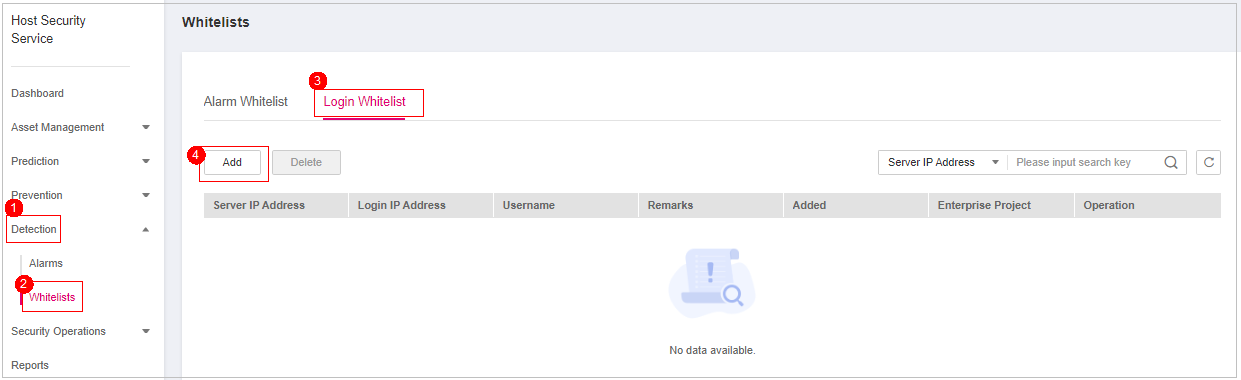 Host Security
Service
Dashboard
Asset Management
Prediction
Prevention
1
Detection
Alarms
2
Whitelists
Security Operations
Reports
Whitelists
3
Alarm Whitelist Login Whitelist
4
Add Delete Server IP Address Please input search key
Server IP Address Login IP Address Username Remarks Added Enterprise Project Operation
No data available.